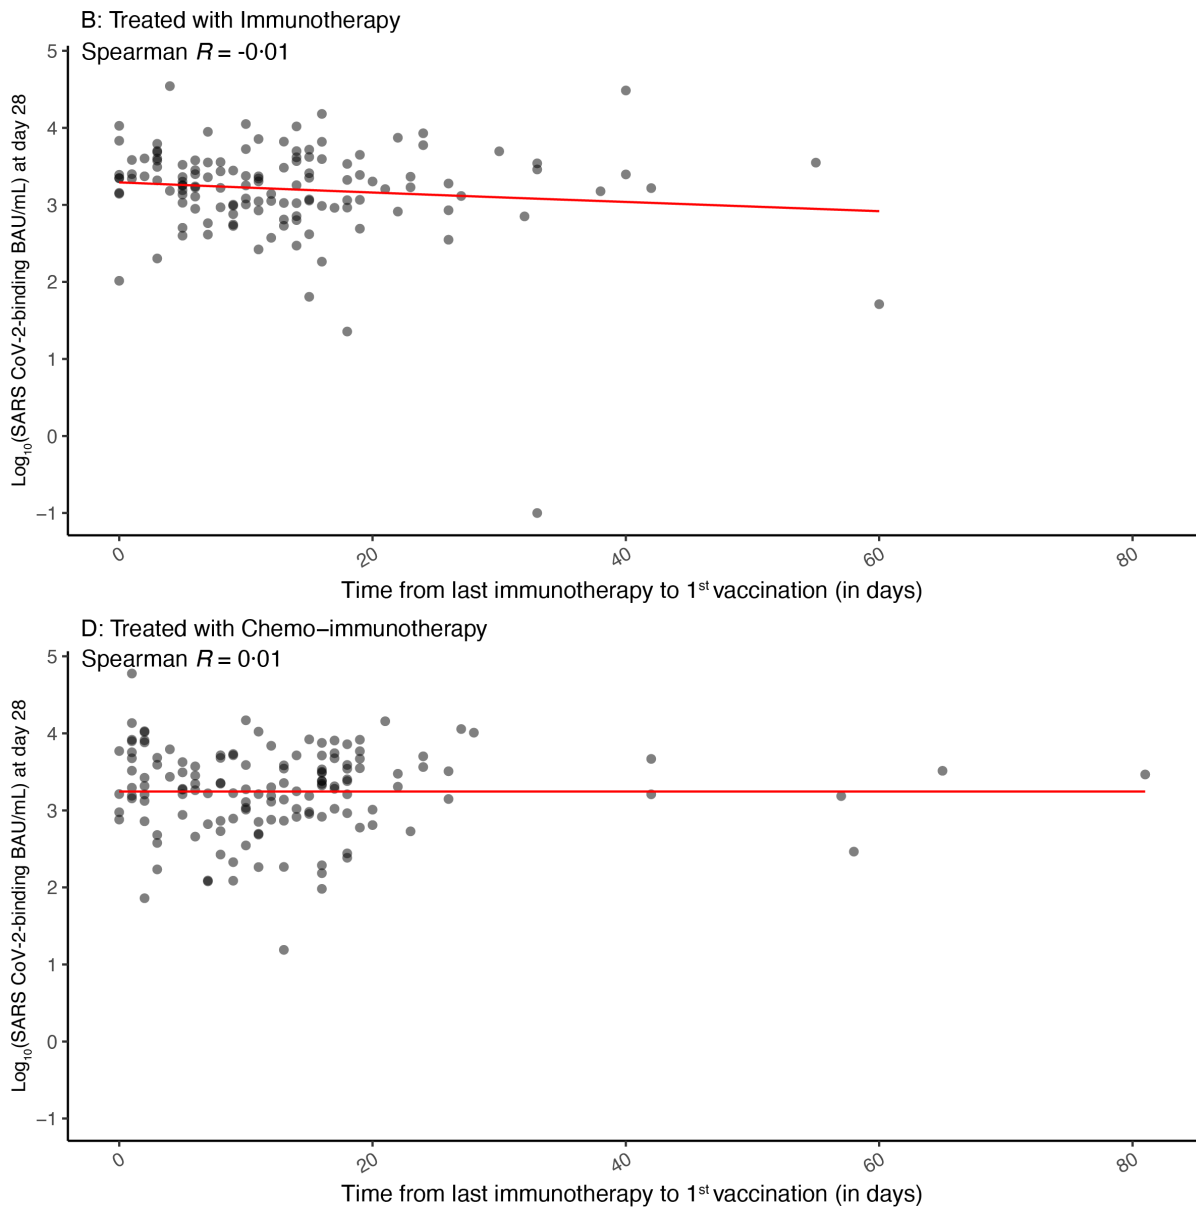 B: Treated with Immunotherapy
Spearman R = -0·01
5
4
3
2
1
0
−1
Log₁₀(SARS CoV-2-binding BAU/mL) at day 28
0 20 40 60 80
Time from last immunotherapy to 1ˢᵗ vaccination (in days)
D: Treated with Chemo−immunotherapy
Spearman R = 0·01
5
4
3
2
1
0
−1
Log₁₀(SARS CoV-2-binding BAU/mL) at day 28
0 20 40 60 80
Time from last immunotherapy to 1ˢᵗ vaccination (in days)